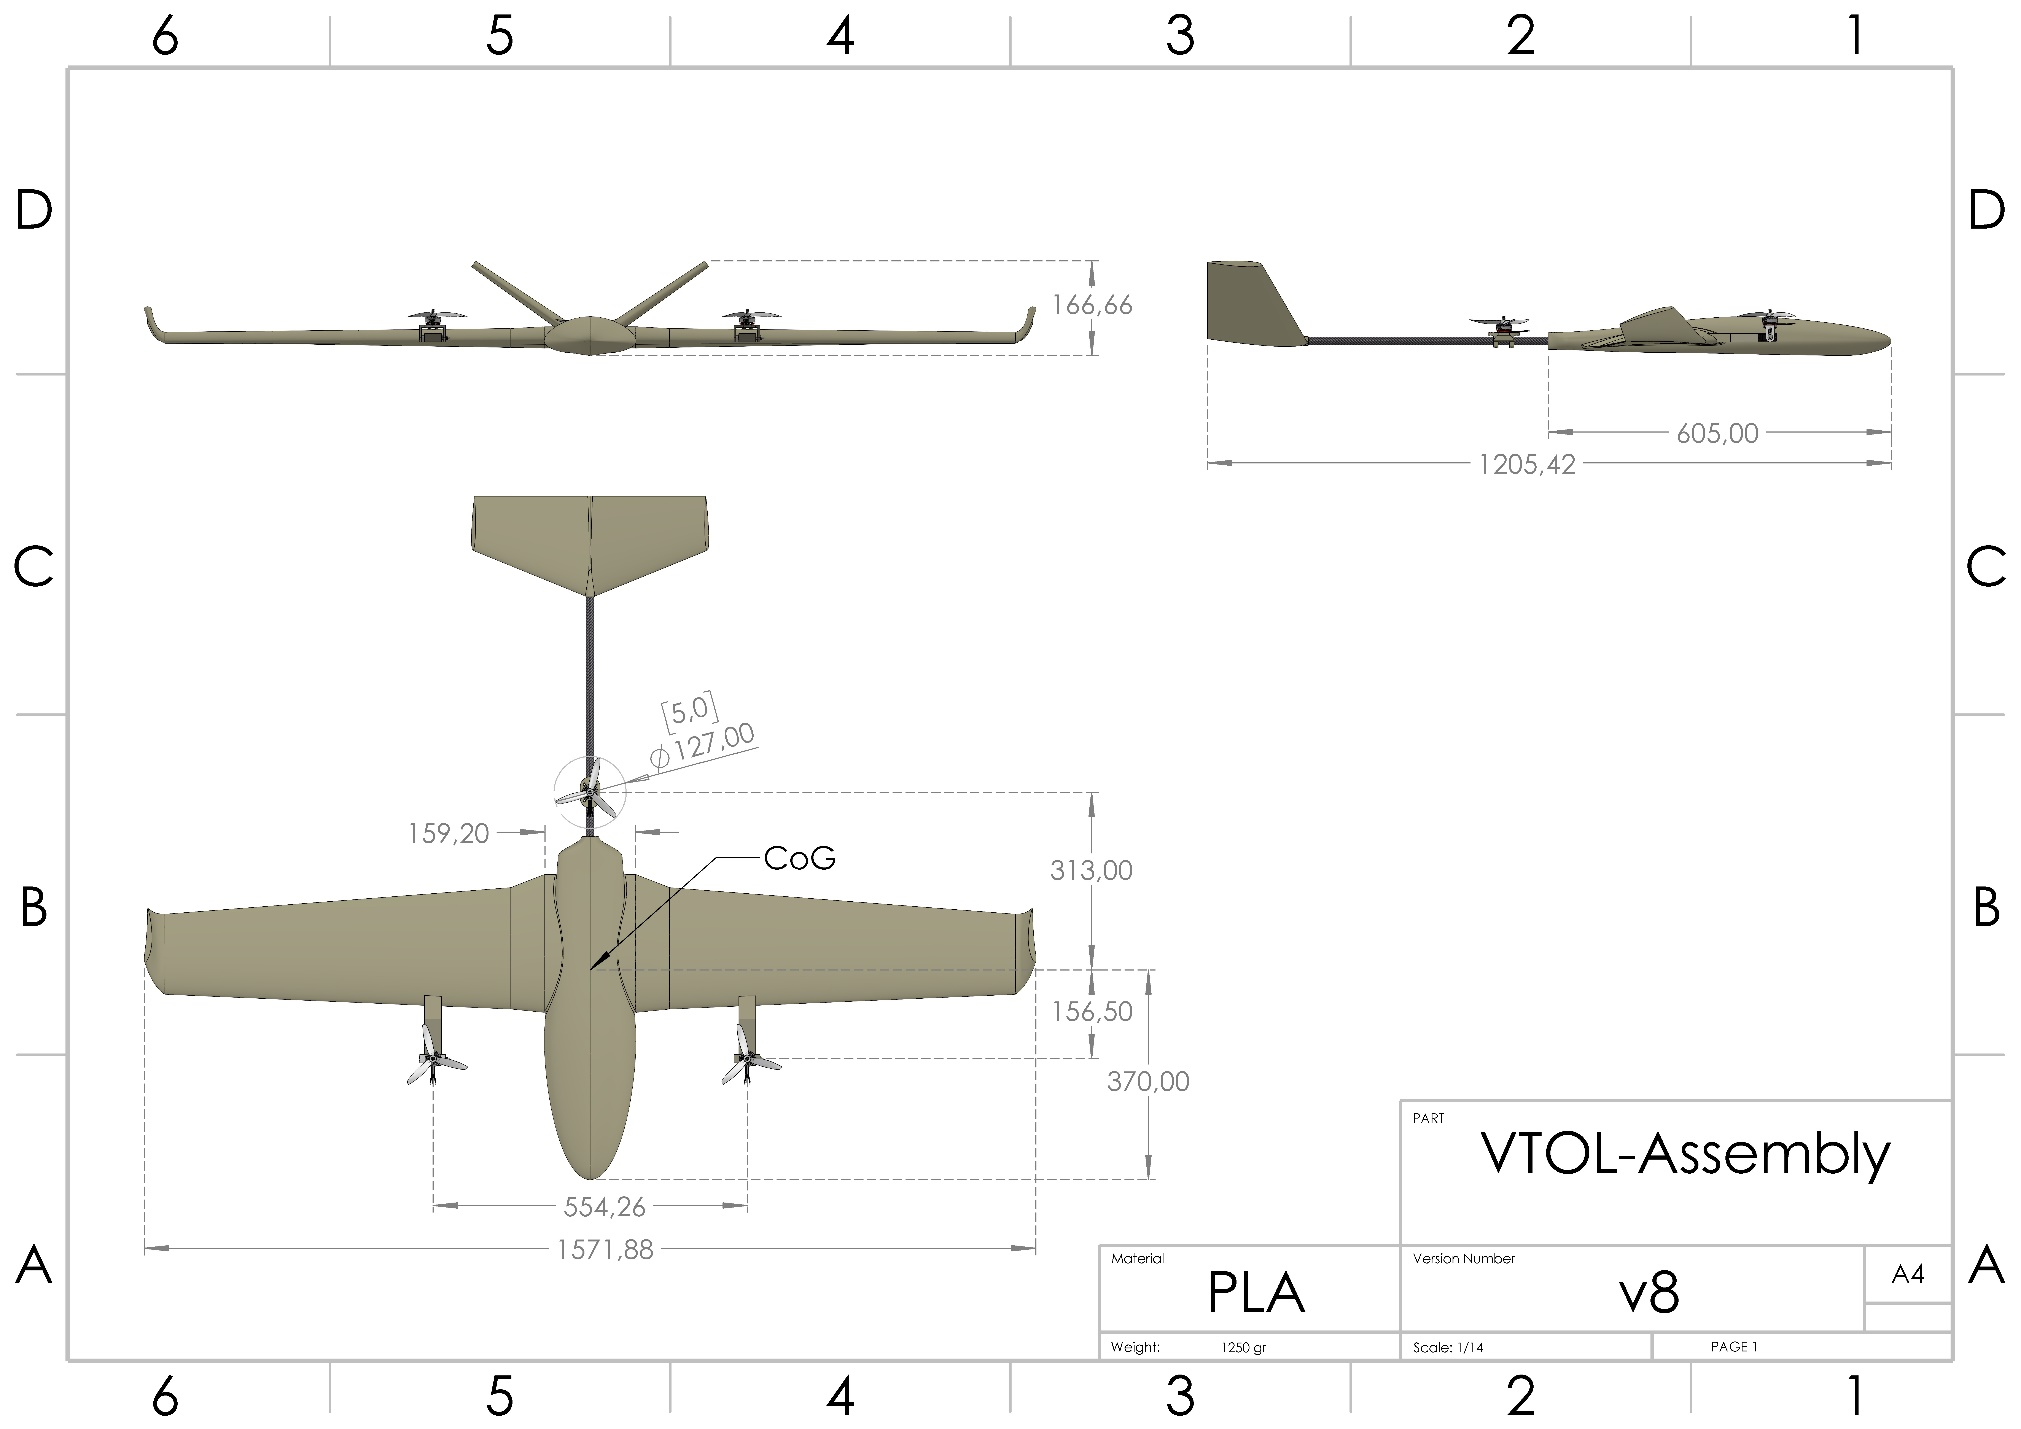 6 5 4 3 2 1
D D
166,66
605,00
1205,42
C C
[5,0]
⌀127,00
159,20
CoG
313,00
B B
156,50
370,00
PART
VTOL-Assembly
554,26
1571,88
A A
Material
PLA
Version Number
v8
A4
Weight: 1250 gr
Scale: 1/14
PAGE 1
6 5 4 3 2 1